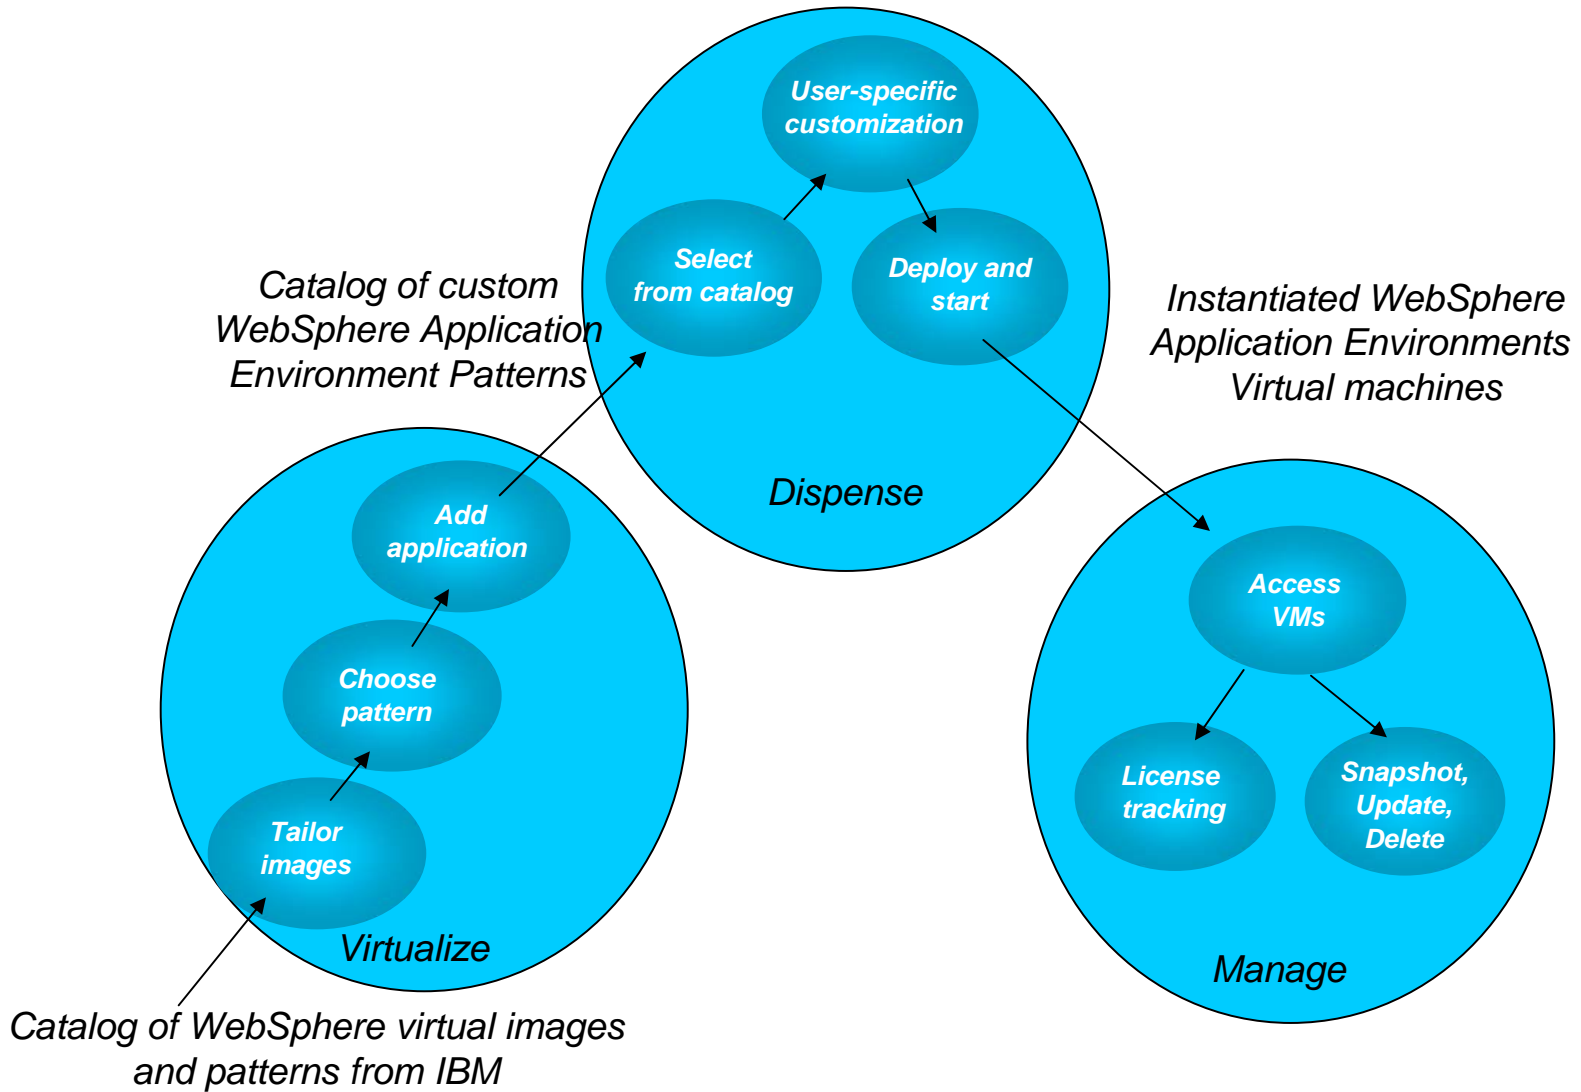 User-specific
customization
Select
from catalog
Deploy and
start
Dispense
Catalog of custom
WebSphere Application
Environment Patterns
Instantiated WebSphere
Application Environments
Virtual machines
Add
application
Choose
pattern
Tailor
images
Virtualize
Catalog of WebSphere virtual images
and patterns from IBM
Access
VMs
License
tracking
Snapshot,
Update,
Delete
Manage